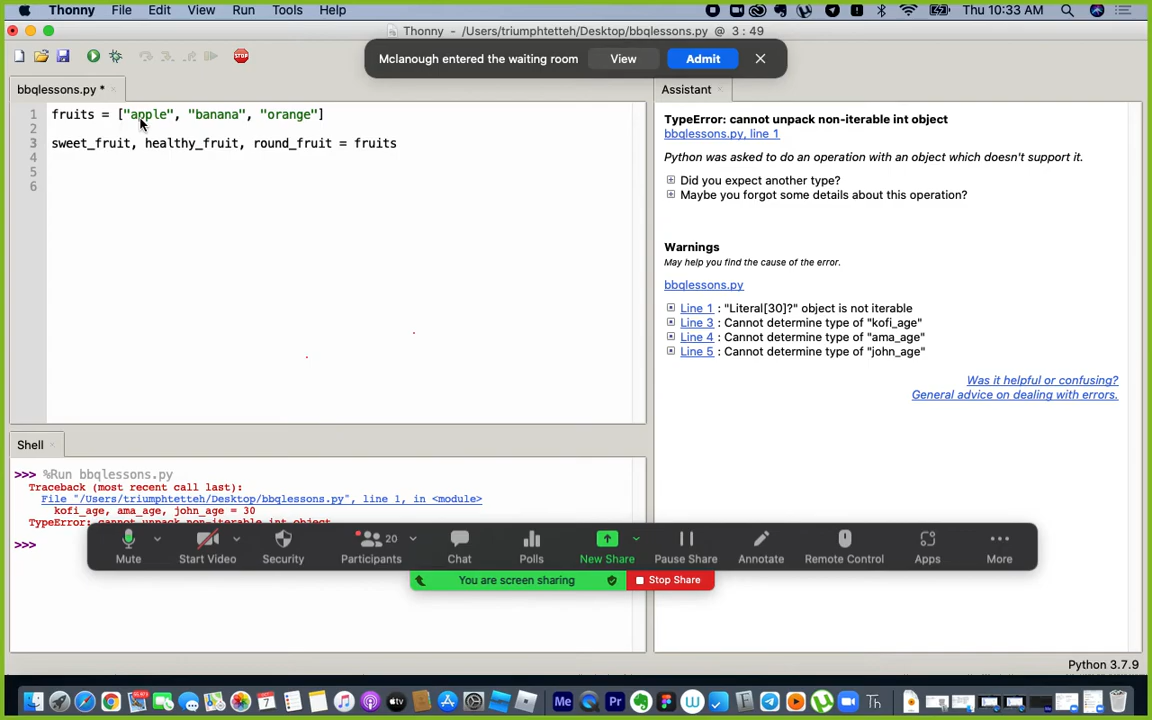 Thonny File Edit View Run Tools Help
Thu 10:33 AM
Thonny - /Users/triumphtetteh/Desktop/bbqlessons.py @ 3 : 49
Mclanough entered the waiting room View Admit
STOP
bbqlessons.py *
1 fruits = ["apple", "banana", "orange"]
2
3 sweet_fruit, healthy_fruit, round_fruit = fruits
4
5
6
Assistant
TypeError: cannot unpack non-iterable int object
bbqlessons.py, line 1
Python was asked to do an operation with an object which doesn't support it.
Did you expect another type?
Maybe you forgot some details about this operation?
Warnings
May help you find the cause of the error.
bbqlessons.py
Line 1 : "Literal[30]?" object is not iterable
Line 3 : Cannot determine type of "kofi_age"
Line 4 : Cannot determine type of "ama_age"
Line 5 : Cannot determine type of "john_age"
Was it helpful or confusing?
General advice on dealing with errors.
Shell
>>> %Run bbqlessons.py
Traceback (most recent call last):
File "/Users/triumphtetteh/Desktop/bbqlessons.py", line 1, in <module>
kofi_age, ama_age, john_age = 30
TypeError: cannot unpack non-iterable int object
>>>
20
Mute Start Video Security Participants Chat Polls New Share Pause Share Annotate Remote Control Apps More
You are screen sharing Stop Share
Python 3.7.9